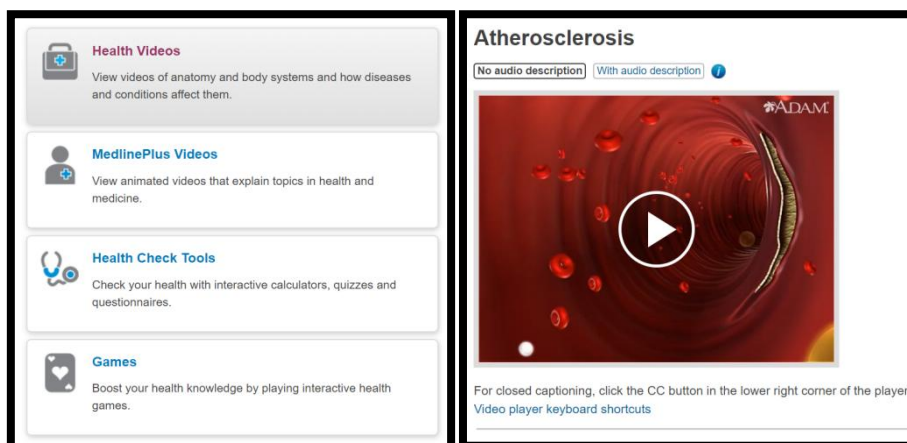 Health Videos
View videos of anatomy and body systems and how diseases
and conditions affect them.
MedlinePlus Videos
View animated videos that explain topics in health and
medicine.
Health Check Tools
Check your health with interactive calculators, quizzes and
questionnaires.
Games
Boost your health knowledge by playing interactive health
games.
Atherosclerosis
No audio description With audio description i
ADAM
For closed captioning, click the CC button in the lower right corner of the player
Video player keyboard shortcuts